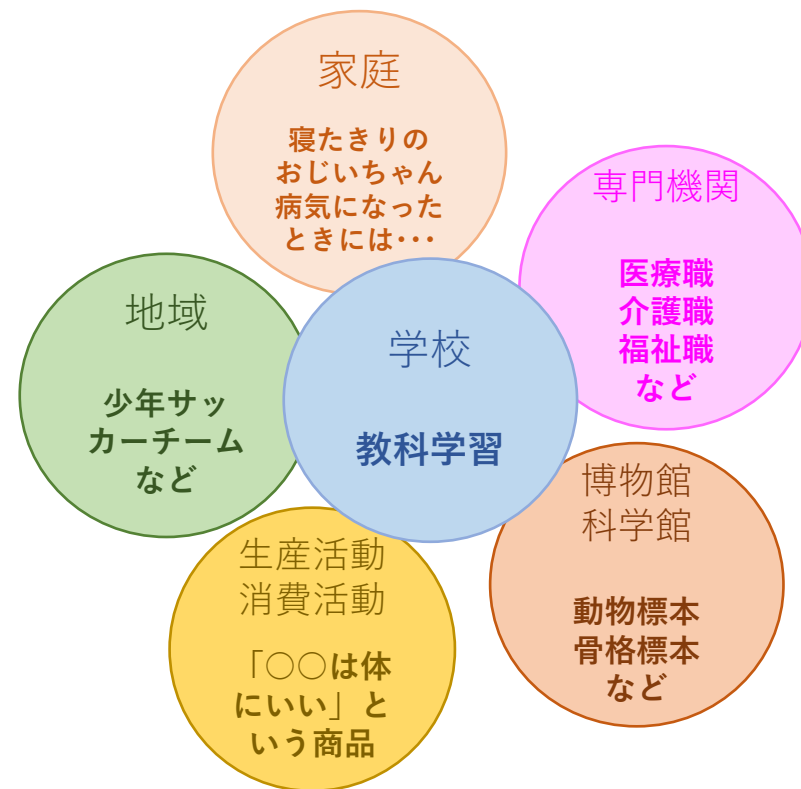 家庭
寝たきりの
おじいちゃん
病気になった
ときには･･･
専門機関
医療職
介護職
福祉職
など
地域
少年サッ
カーチーム
など
学校
教科学習
博物館
科学館
動物標本
骨格標本
など
生産活動
消費活動
「○○は体
にいい」と
いう商品